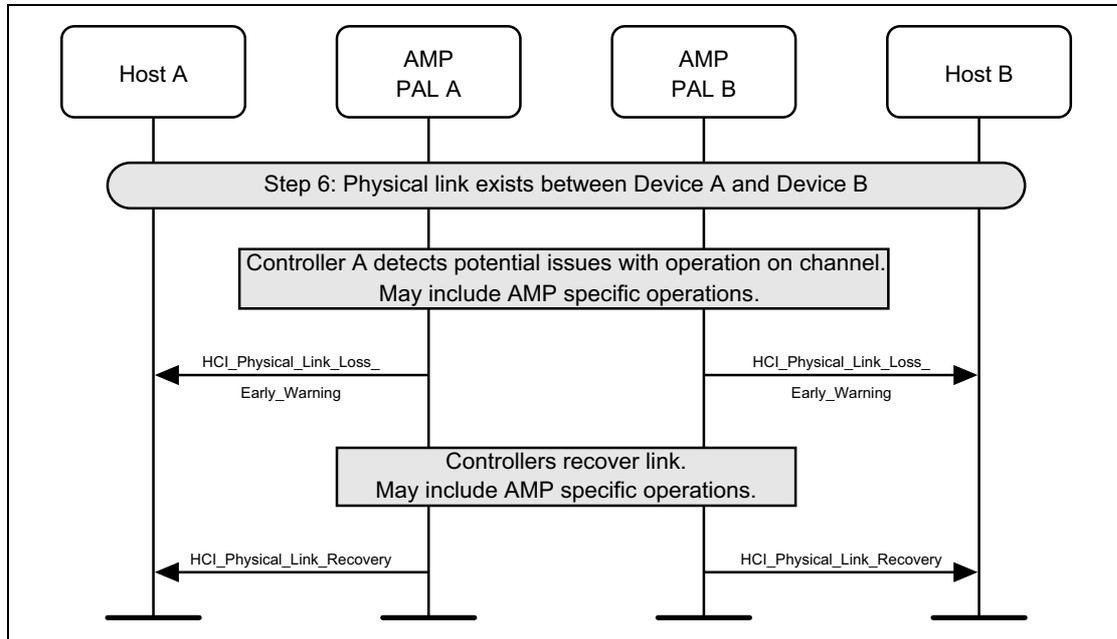 Host A
AMP
PAL A
AMP
PAL B
Host B
Step 6: Physical link exists between Device A and Device B
Controller A detects potential issues with operation on channel.
May include AMP specific operations.
HCI_Physical_Link_Loss_
Early_Warning
HCI_Physical_Link_Loss_
Early_Warning
Controllers recover link.
May include AMP specific operations.
HCI_Physical_Link_Recovery
HCI_Physical_Link_Recovery